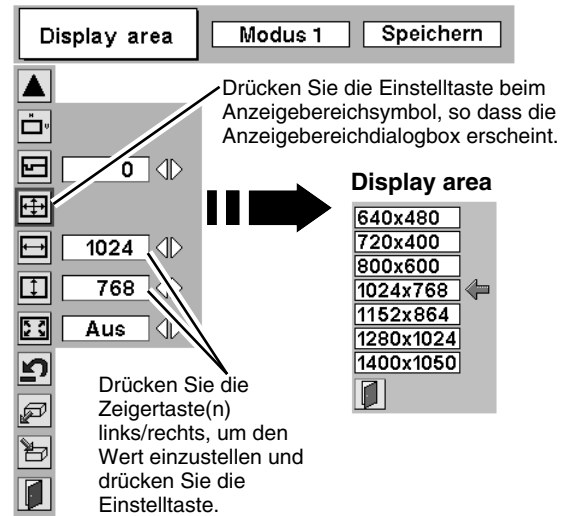 Display area
Modus 1
Speichern
Drücken Sie die Einstelltaste beim
Anzeigebereichsymbol, so dass die
Anzeigebereichdialogbox erscheint.
H
V
0
1024
768
Aus
Display area
640x480
720x400
800x600
1024x768
1152x864
1280x1024
1400x1050
Drücken Sie die
Zeigertaste(n)
links/rechts, um den
Wert einzustellen und
drücken Sie die
Einstelltaste.